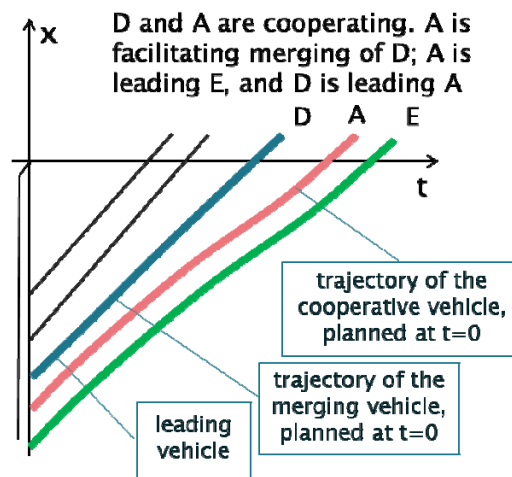 x
D and A are cooperating. A is
facilitating merging of D; A is
leading E, and D is leading A
D A E
t
trajectory of the
cooperative vehicle,
planned at t=0
trajectory of the
merging vehicle,
planned at t=0
leading
vehicle